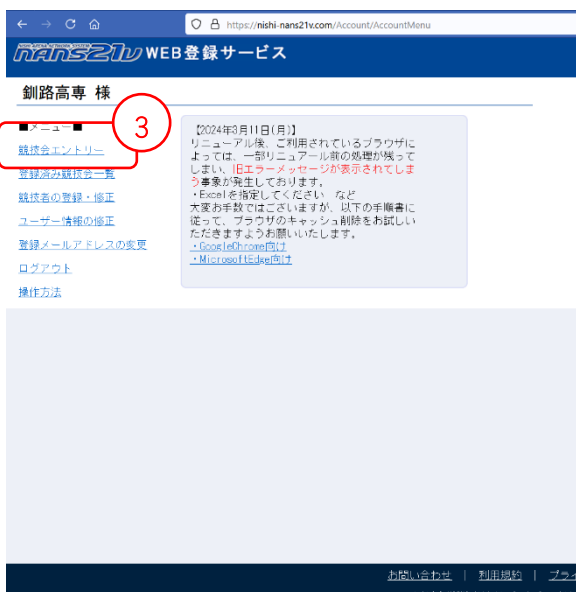 https://nishi-nans21v.com/Account/AccountMenu
NISHI ARENA NETWORK SYSTEM
NANS21V WEB登録サービス
釧路高専 様
■メニュー■
3
競技会エントリー
登録済み競技会一覧
競技者の登録・修正
ユーザー情報の修正
登録メールアドレスの変更
ログアウト
操作方法
【2024年3月11日(月)】
リニューアル後、ご利用されているブラウザに
よっては、一部リニューアル前の処理が残って
しまい、旧エラーメッセージが表示されてしま
う事象が発生しております。
・Excelを指定してください など
大変お手数ではございますが、以下の手順書に
従って、ブラウザのキャッシュ削除をお試しい
ただきますようお願いいたします。
・GoogleChrome向け
・MicrosoftEdge向け
お問い合わせ | 利用規約 | プライ